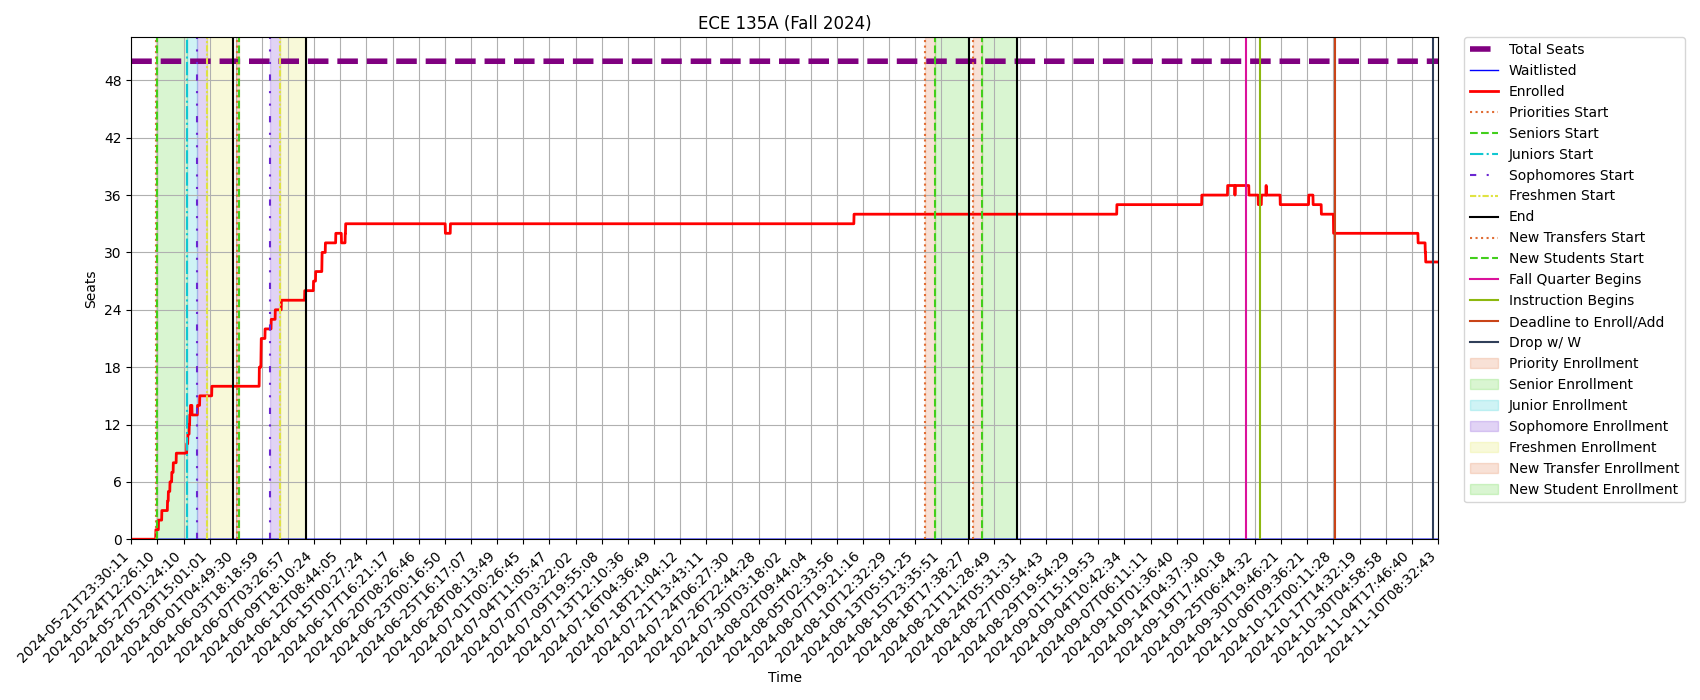 ECE 135A (Fall 2024)
Seats
48
42
36
30
24
18
12
6
0
2024-05-21T23:30:11
2024-05-24T12:26:10
2024-05-27T01:24:10
2024-05-29T15:01:01
2024-06-01T04:49:30
2024-06-03T18:18:59
2024-06-07T03:26:57
2024-06-09T18:10:24
2024-06-12T08:44:05
2024-06-15T00:27:24
2024-06-17T16:21:17
2024-06-20T08:26:46
2024-06-23T00:16:50
2024-06-25T16:17:07
2024-06-28T08:13:49
2024-07-01T00:26:45
2024-07-04T11:05:47
2024-07-07T03:22:02
2024-07-09T19:55:08
2024-07-13T12:10:36
2024-07-16T04:36:49
2024-07-18T21:04:12
2024-07-21T13:43:11
2024-07-24T06:27:30
2024-07-26T22:44:28
2024-07-30T03:18:02
2024-08-02T09:44:04
2024-08-05T02:33:56
2024-08-07T19:21:16
2024-08-10T12:32:29
2024-08-13T05:51:25
2024-08-15T23:35:51
2024-08-18T17:38:27
2024-08-21T11:28:49
2024-08-24T05:31:31
2024-08-27T00:54:43
2024-08-29T19:54:29
2024-09-01T15:19:53
2024-09-04T10:42:34
2024-09-07T06:11:11
2024-09-10T01:36:40
2024-09-14T04:37:30
2024-09-19T17:40:18
2024-09-25T06:44:32
2024-09-30T19:46:21
2024-10-06T09:36:21
2024-10-12T00:11:28
2024-10-17T14:32:19
2024-10-30T04:58:58
2024-11-04T17:46:40
2024-11-10T08:32:43
Time
Total Seats
Waitlisted
Enrolled
Priorities Start
Seniors Start
Juniors Start
Sophomores Start
Freshmen Start
End
New Transfers Start
New Students Start
Fall Quarter Begins
Instruction Begins
Deadline to Enroll/Add
Drop w/ W
Priority Enrollment
Senior Enrollment
Junior Enrollment
Sophomore Enrollment
Freshmen Enrollment
New Transfer Enrollment
New Student Enrollment